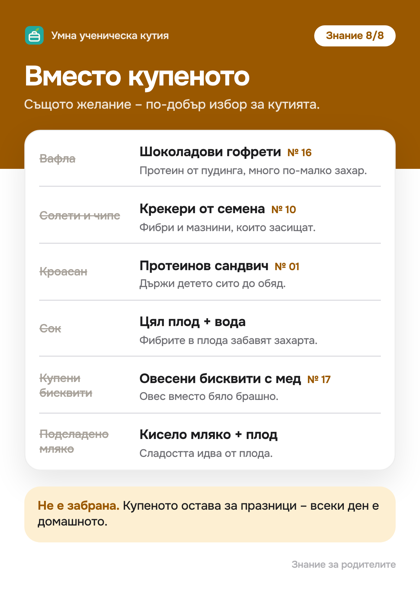 Умна ученическа кутия
Знание 8/8
Вместо купеното
Същото желание – по-добър избор за кутията.
Вафла
Шоколадови гофрети № 16
Протеин от пудинга, много по-малко захар.
Солети и чипс
Крекери от семена № 10
Фибри и мазнини, които засищат.
Кроасан
Протеинов сандвич № 01
Държи детето сито до обяд.
Сок
Цял плод + вода
Фибрите в плода забавят захарта.
Купени
бисквити
Овесени бисквити с мед № 17
Овес вместо бяло брашно.
Подсладено
мляко
Кисело мляко + плод
Сладостта идва от плода.
Не е забрана. Купеното остава за празници – всеки ден е
домашното.
Знание за родителите